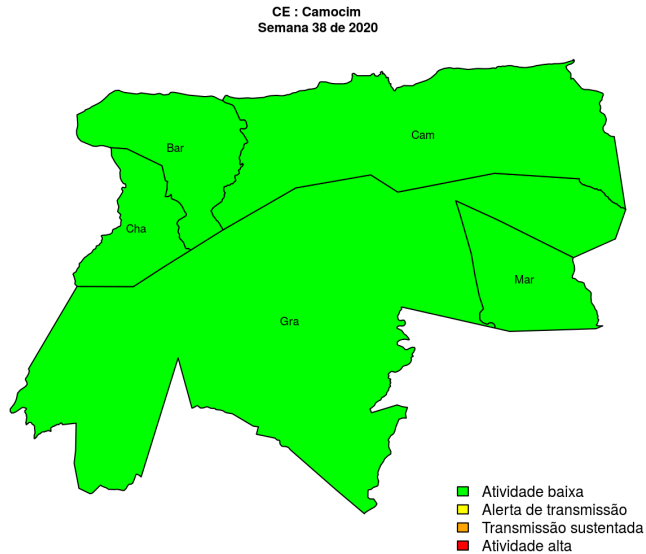 CE : Camocim
Semana 38 de 2020
Bar
Cam
Cha
Mar
Gra
Atividade baixa
Alerta de transmissão
Transmissão sustentada
Atividade alta